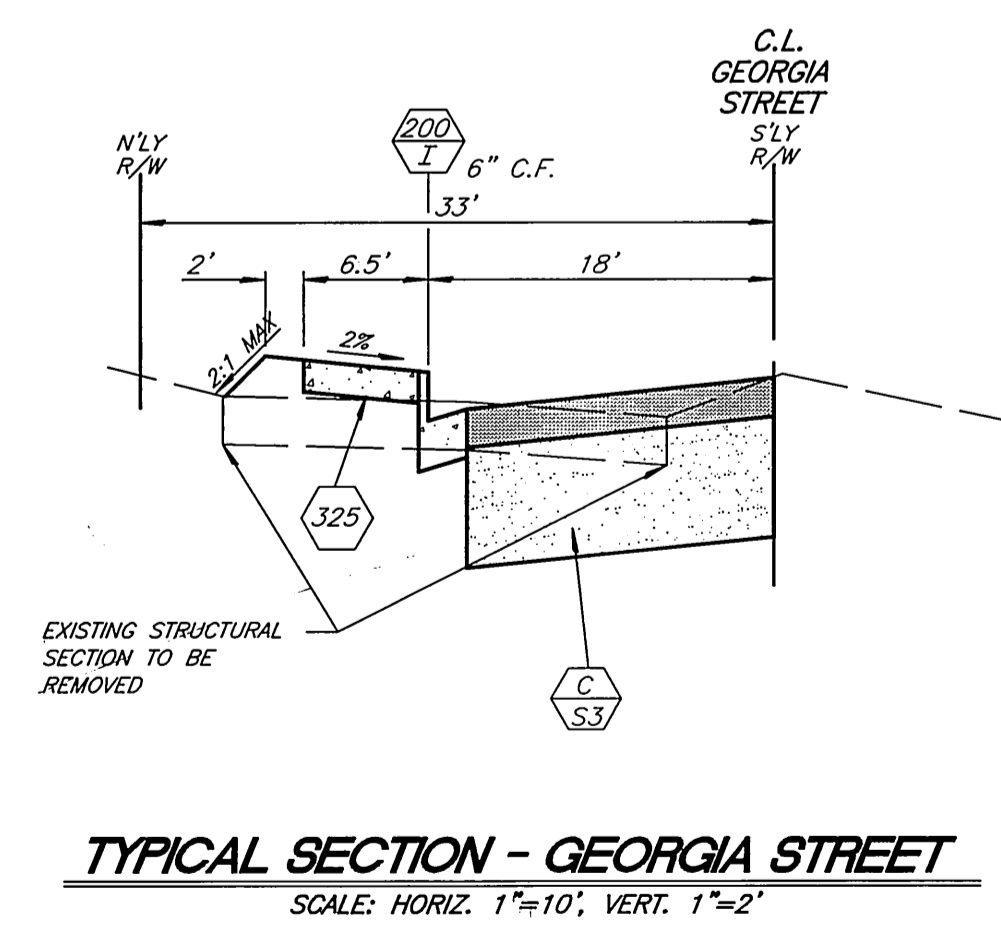 C.L.
GEORGIA
STREET
S'LY
R/W
N'LY
R/W
200
I
6" C.F.
33'
2'
6.5'
18'
2:1 MAX
2%
325
EXISTING STRUCTURAL
SECTION TO BE
REMOVED
C
S3
TYPICAL SECTION - GEORGIA STREET
SCALE: HORIZ. 1"=10', VERT. 1"=2'